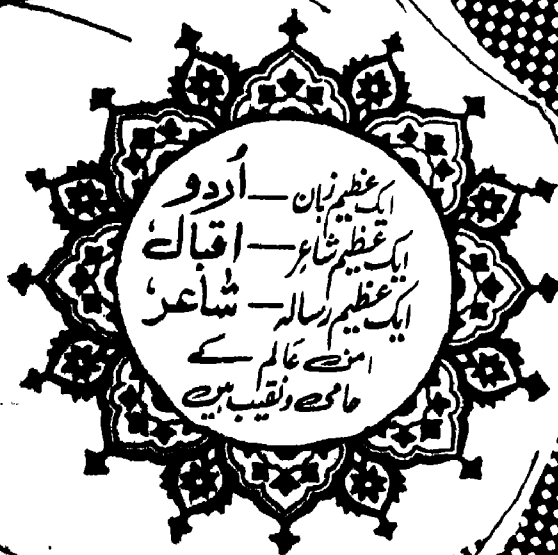 ایک عظیم زبان — اُردو
ایک عظیم شاعر — اقبالؔ
ایک عظیم رسالہ — شاعر
امن عالم کے
حامی و نقیب ہیں